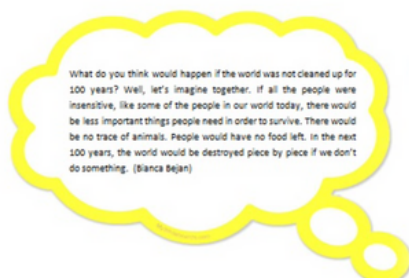 What do you think would happen if the world was not cleaned up for
100 years? Well, let's imagine together. If all the people were
insensitive, like some of the people in our world today, there would
be less important things people need in order to survive. There would
be no trace of animals. People would have no food left. In the next
100 years, the world would be destroyed piece by piece if we don't
do something. (Bianca Bejan)